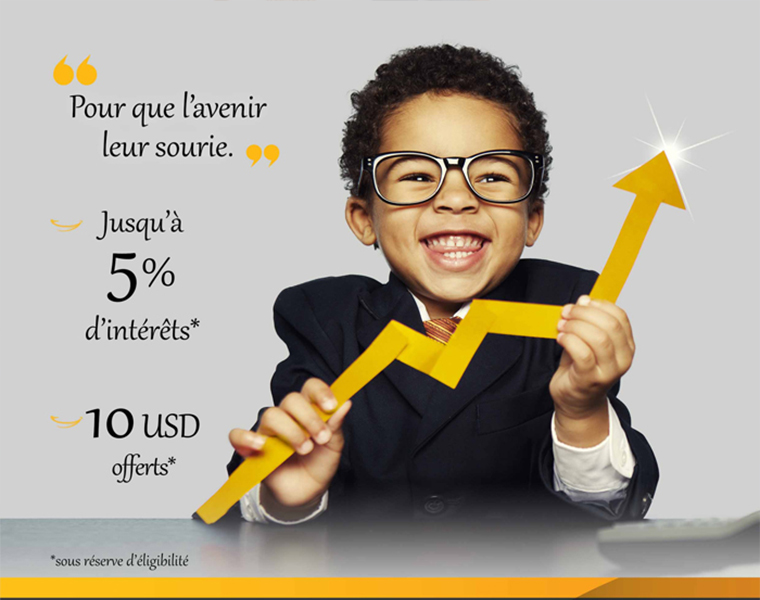 “Pour que l’avenir
leur sourie.”
Jusqu’à
5%
d’intérêts*
10 USD
offerts*
*sous réserve d’éligibilité